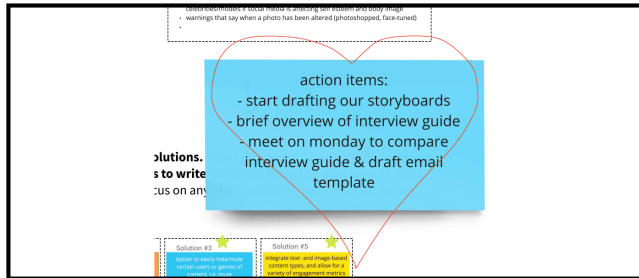 celebrities/models if social media is affecting self esteem and body image
warnings that say when a photo has been altered (photoshopped, face-tuned)
action items:
- start drafting our storyboards
- brief overview of interview guide
- meet on monday to compare
interview guide & draft email
template
olutions.
s to write
cus on any
Solution #3
option to easily hide/mute
certain users or genres of
content, i.e. mute
Solution #5
integrate text- and image-based
content types, and allow for a
variety of engagement metrics